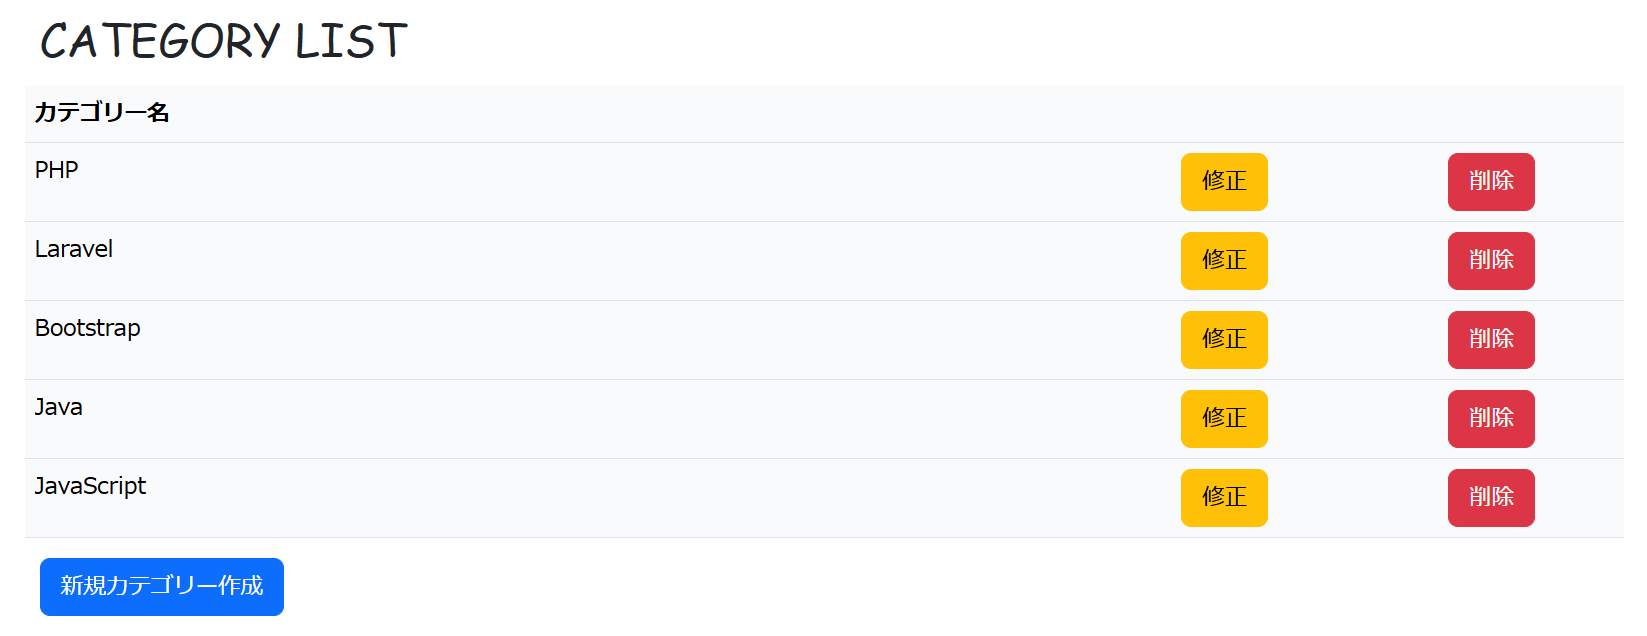 CATEGORY LIST
カテゴリー名
PHP 修正 削除
Laravel 修正 削除
Bootstrap 修正 削除
Java 修正 削除
JavaScript 修正 削除
新規カテゴリー作成